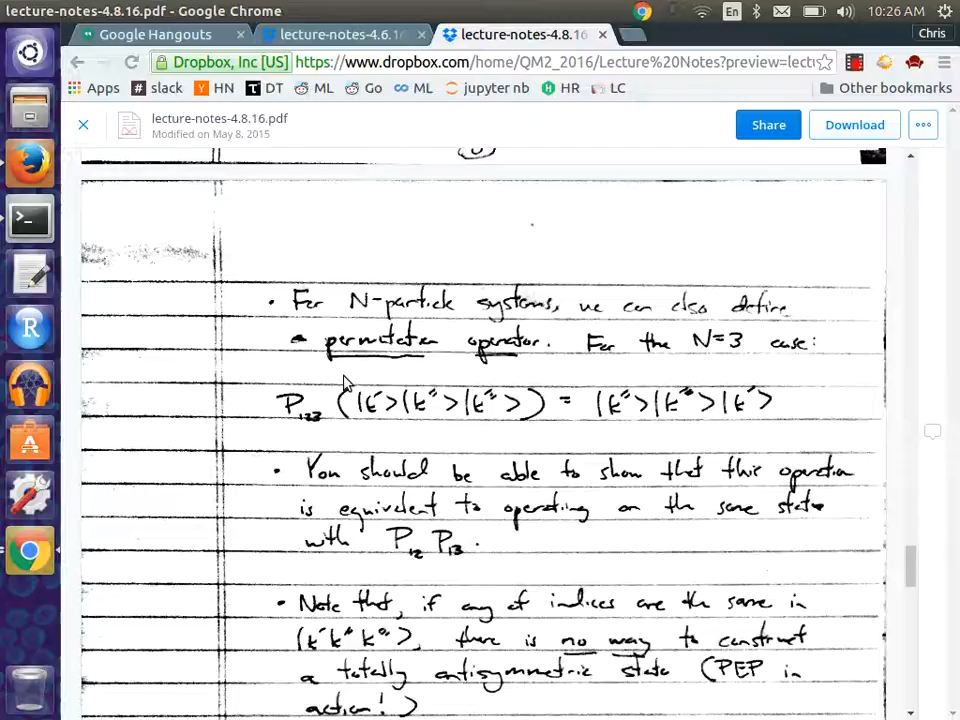 lecture-notes-4.8.16.pdf - Google Chrome
En
10:26 AM
Google Hangouts
lecture-notes-4.6.1
lecture-notes-4.8.16
Chris
Dropbox, Inc [US]
https://www.dropbox.com/home/QM2_2016/Lecture%20Notes?preview=lect
Apps
slack
HN
DT
ML
Go
ML
jupyter nb
HR
LC
Other bookmarks
lecture-notes-4.8.16.pdf
Modified on May 8, 2015
Share
Download
• For N-particle systems, we can also define
a permutation operator. For the N=3 case:
P₁₂₃ (|k'>|k''>|k'''>) = |k''>|k'''>|k'>
• You should be able to show that this operation
is equivalent to operating on the same state
with P₁₂ P₁₃.
• Note that, if any of indices are the same in
|k'k''k'''>, there is no way to construct
a totally antisymmetric state (PEP in
action!)